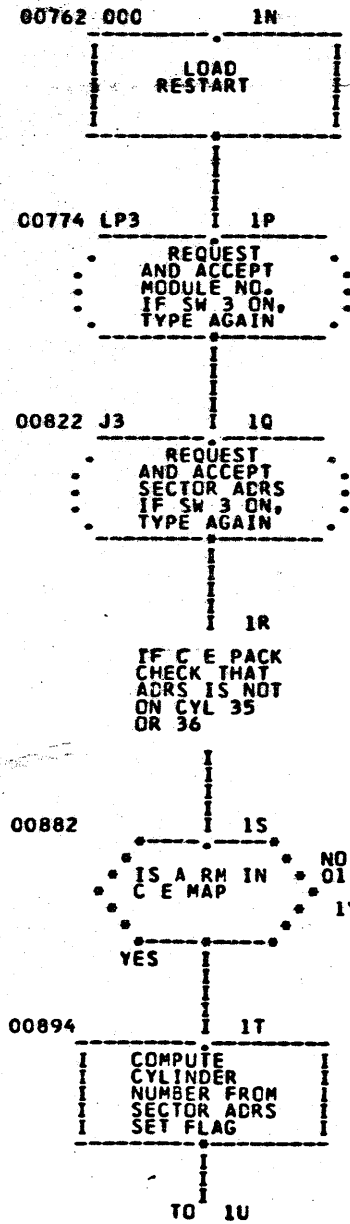 00762 000 1N
LOAD
RESTART
00774 LP3 1P
REQUEST
AND ACCEPT
MODULE NO.
IF SW 3 ON,
TYPE AGAIN
00822 J3 1Q
REQUEST
AND ACCEPT
SECTOR ADRS
IF SW 3 ON,
TYPE AGAIN
1R
IF C E PACK
CHECK THAT
ADRS IS NOT
ON CYL 35
OR 36
00882 1S
IS A RM IN
C E MAP
NO
01
YES
00894 1T
COMPUTE
CYLINDER
NUMBER FROM
SECTOR ADRS
SET FLAG
TO 1U